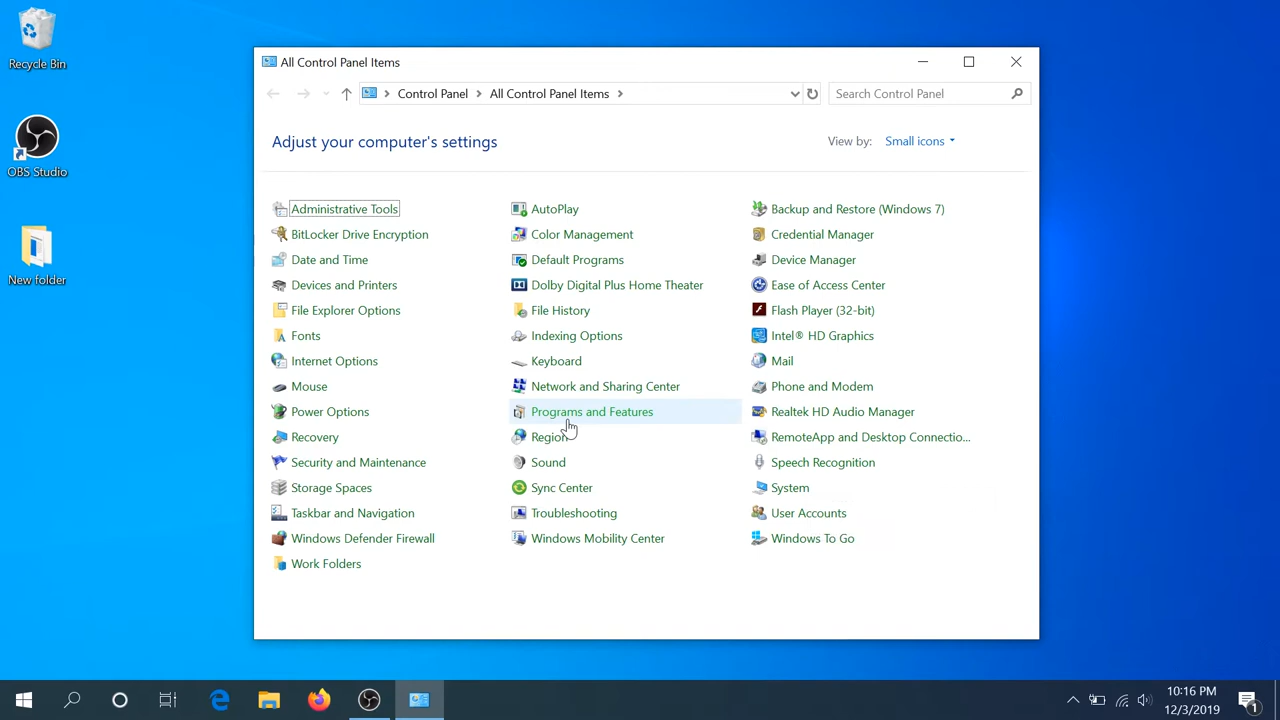 Recycle Bin
OBS Studio
New folder
All Control Panel Items
Control Panel
All Control Panel Items
Search Control Panel
Adjust your computer's settings
View by: Small icons
Administrative Tools
AutoPlay
Backup and Restore (Windows 7)
BitLocker Drive Encryption
Color Management
Credential Manager
Date and Time
Default Programs
Device Manager
Devices and Printers
Dolby Digital Plus Home Theater
Ease of Access Center
File Explorer Options
File History
Flash Player (32-bit)
Fonts
Indexing Options
Intel® HD Graphics
Internet Options
Keyboard
Mail
Mouse
Network and Sharing Center
Phone and Modem
Power Options
Programs and Features
Realtek HD Audio Manager
Recovery
Region
RemoteApp and Desktop Connectio...
Security and Maintenance
Sound
Speech Recognition
Storage Spaces
Sync Center
System
Taskbar and Navigation
Troubleshooting
User Accounts
Windows Defender Firewall
Windows Mobility Center
Windows To Go
Work Folders
10:16 PM
12/3/2019
1